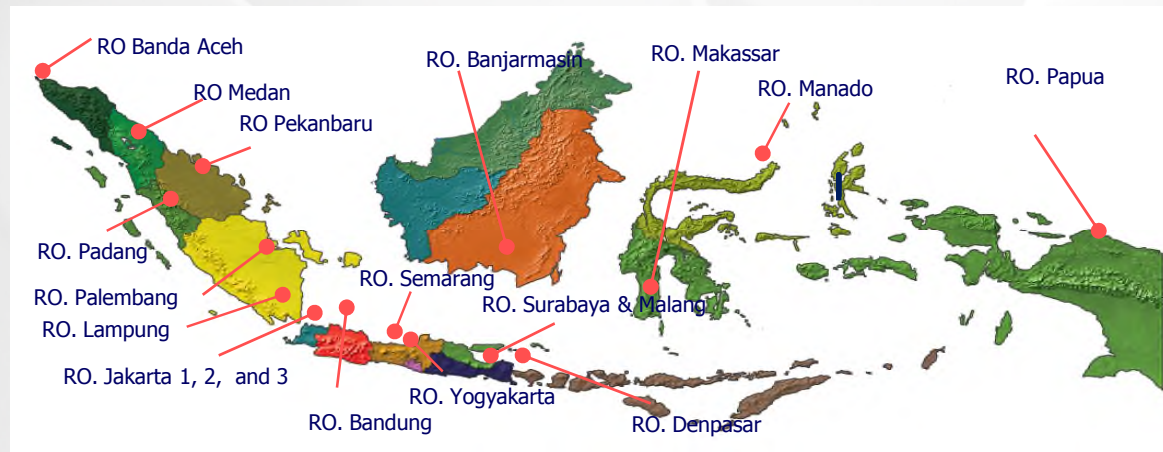 RO Banda Aceh
RO. Banjarmasin
RO. Makassar
RO. Papua
RO Medan
RO. Manado
RO Pekanbaru
RO. Padang
RO. Semarang
RO. Palembang
RO. Surabaya & Malang
RO. Lampung
RO. Jakarta 1, 2, and 3
RO. Yogyakarta
RO. Bandung
RO. Denpasar